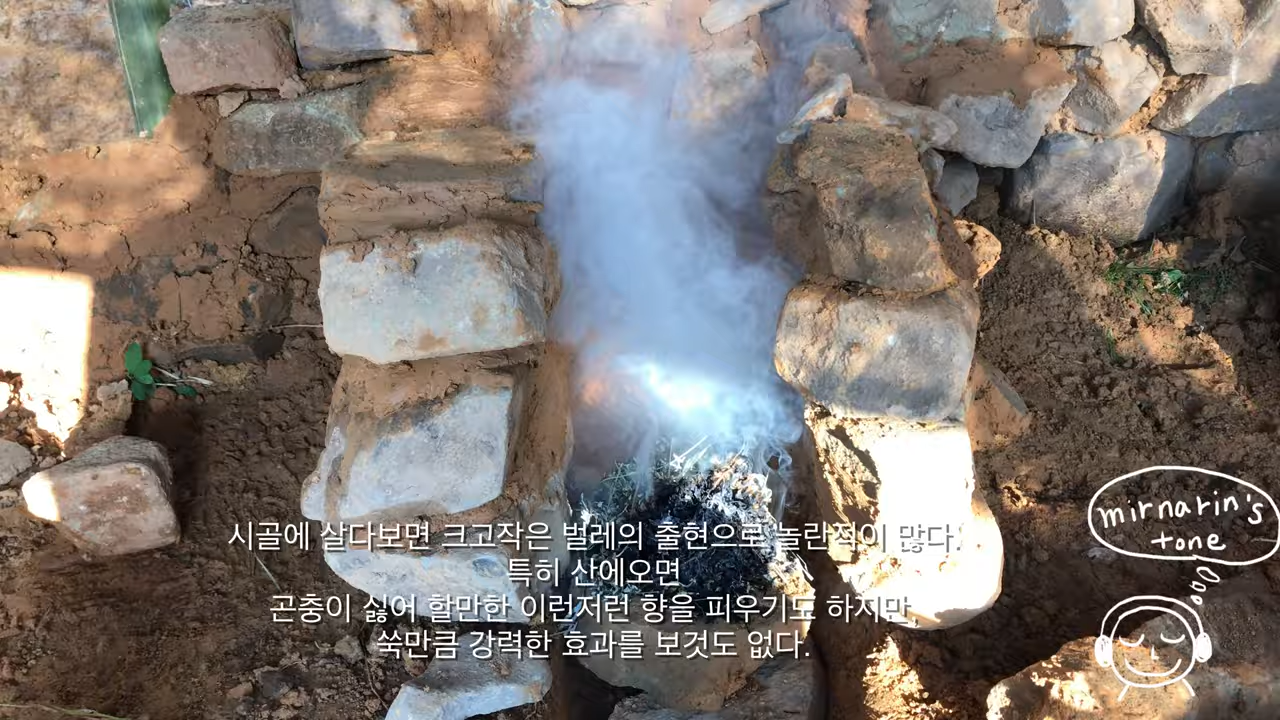 시골에 살다보면 크고작은 벌레의 출현으로 놀란적이 많다.
특히 산에오면
곤충이 싫어 할만한 이런저런 향을 피우기도 하지만,
쑥만큼 강력한 효과를 보것도 없다.
mirnarin's
tone